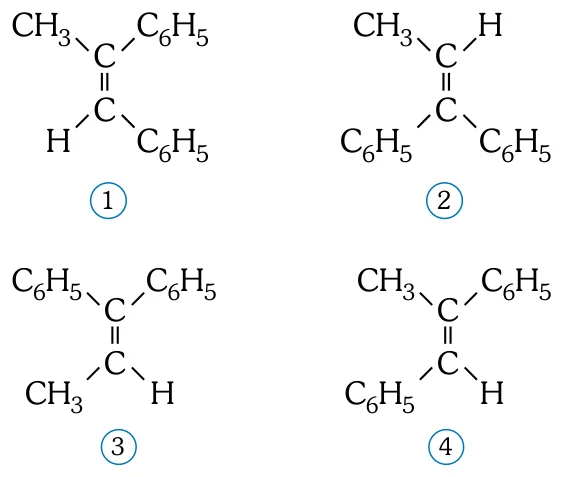 CH₃ C₆H₅ CH₃ H
C C
C C
H C₆H₅ C₆H₅ C₆H₅
1 2
C₆H₅ C₆H₅ CH₃ C₆H₅
C C
C C
CH₃ H C₆H₅ H
3 4